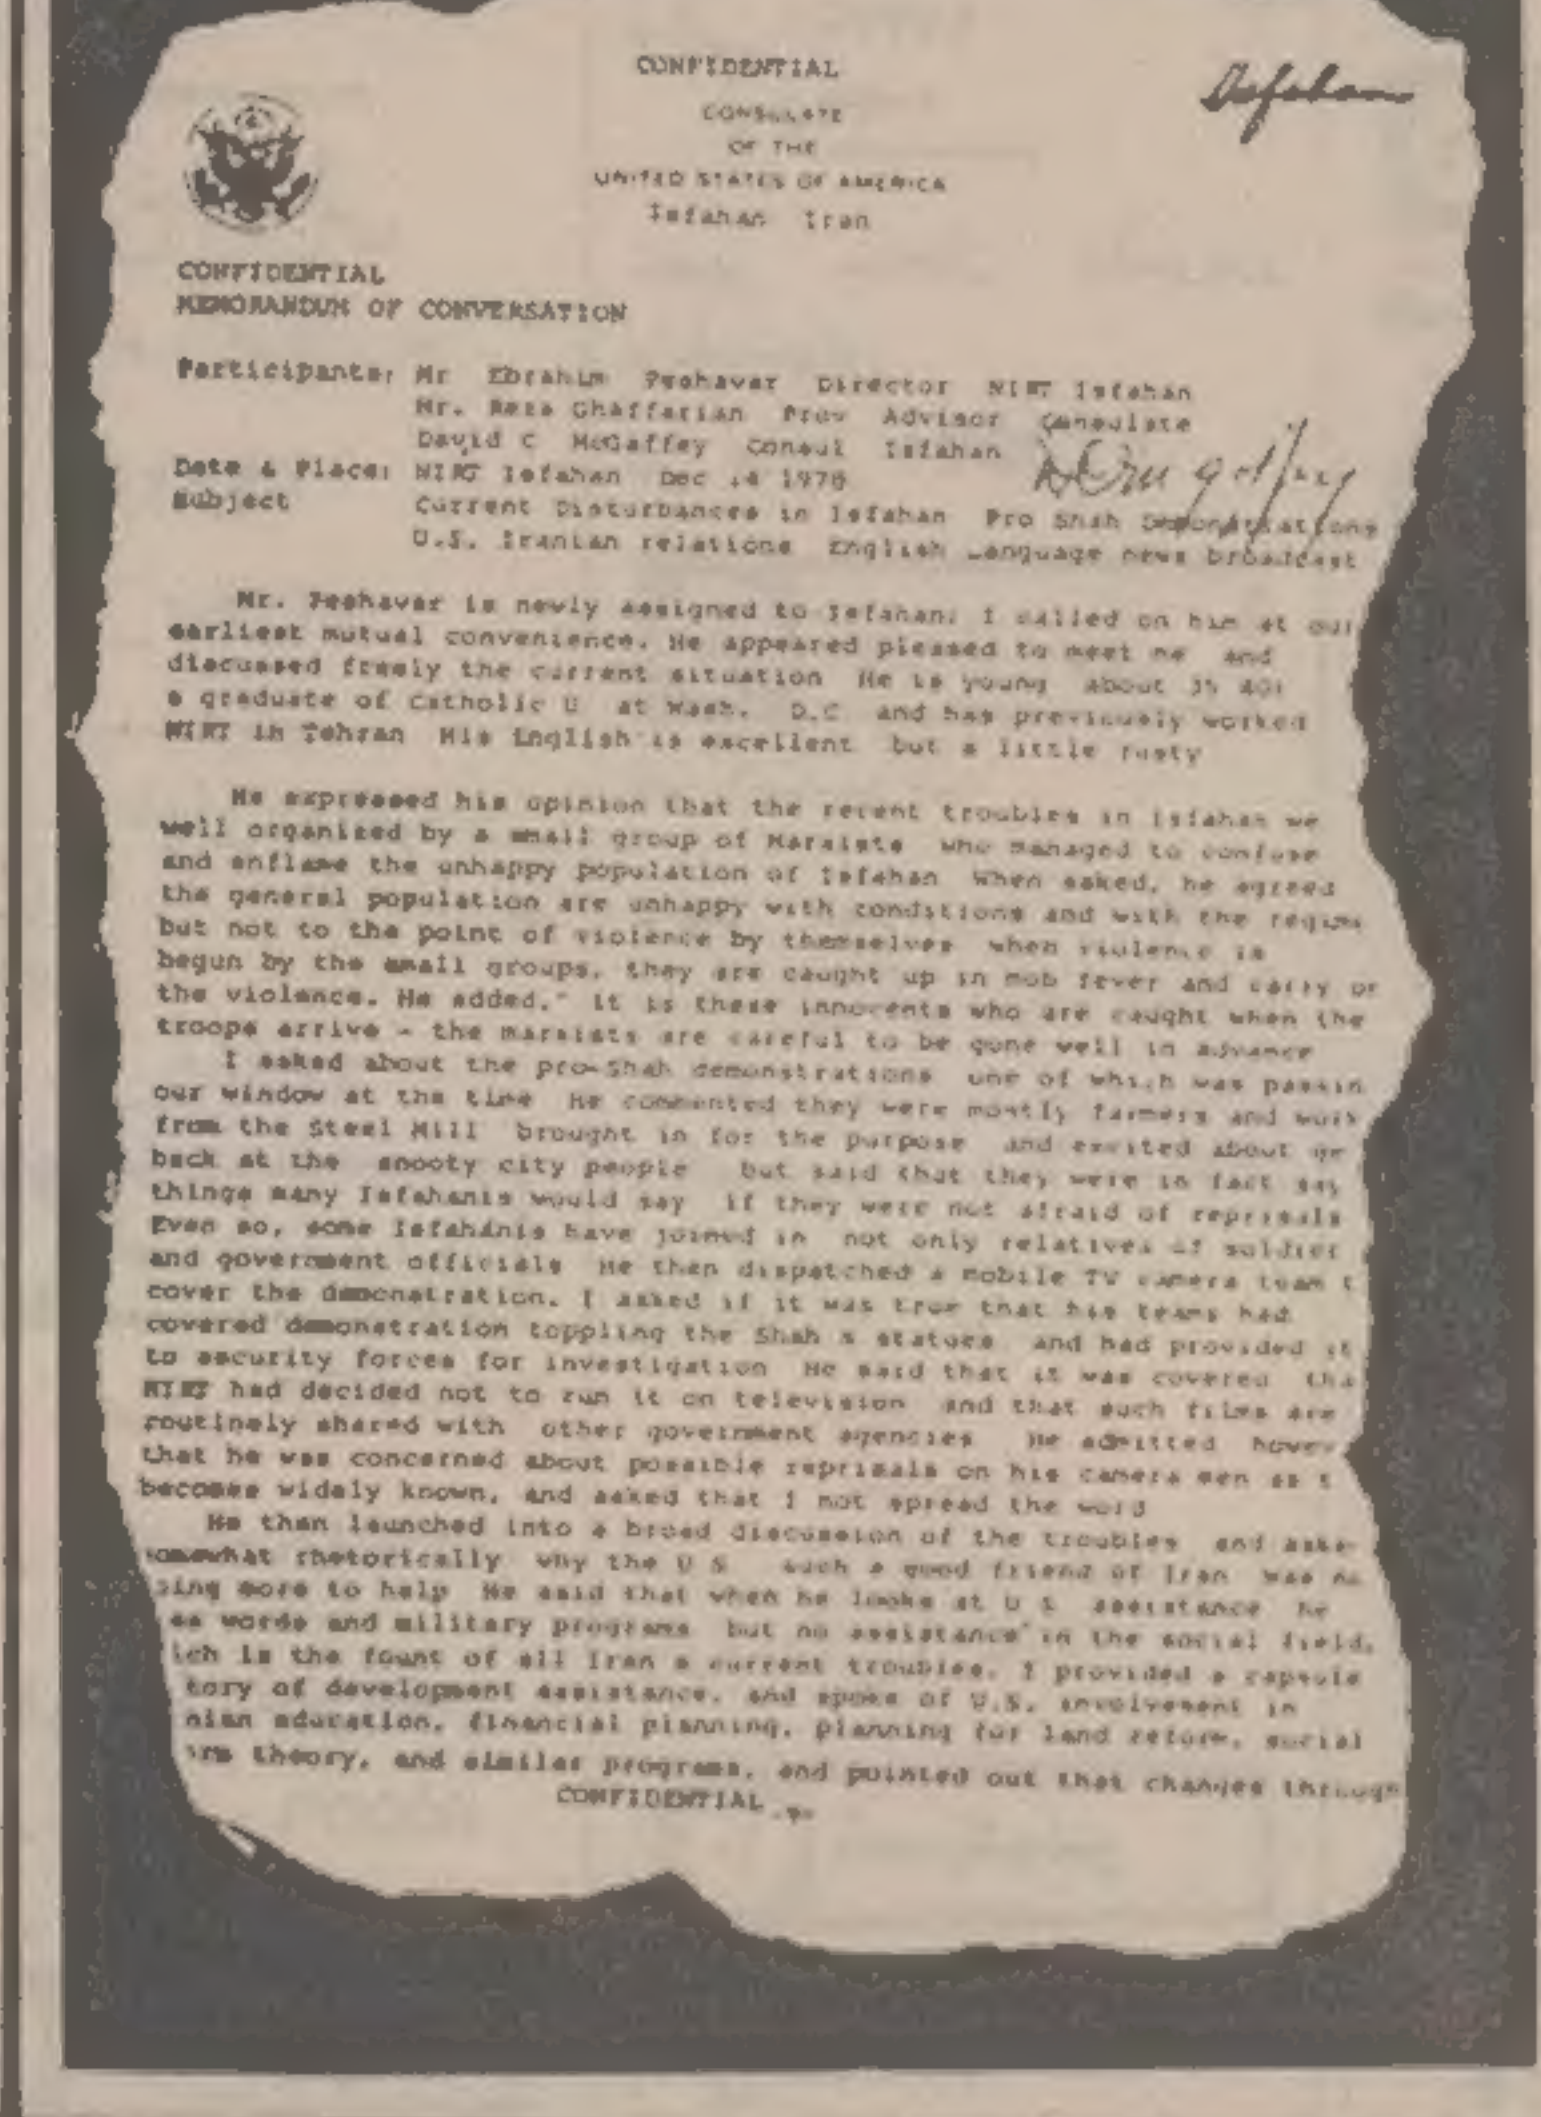 CONFIDENTIAL
Isfahan
CONSULATE
OF THE
UNITED STATES OF AMERICA
Isfahan Iran
CONFIDENTIAL
MEMORANDUM OF CONVERSATION
Participants: Mr Ebrahim Peshavar Director NIRT Isfahan
Mr. Reza Ghaffarian Prov Advisor Consulate
David C McGaffey Consul Isfahan
Date & Place: NIRT Isfahan Dec 14 1978
Subject Current Disturbances in Isfahan Pro Shah Demonstrations
U.S. Iranian relations English Language news broadcast
Mr. Peshavar is newly assigned to Isfahan; I called on him at our
earliest mutual convenience. He appeared pleased to meet me and
discussed freely the current situation He is young about 35 40
a graduate of Catholic U at Wash. D.C and has previously worked
NIRT in Tehran His English is excellent but a little rusty
He expressed his opinion that the recent troubles in Isfahan we
well organized by a small group of Marxists who managed to confuse
and enflame the unhappy population of Isfahan When asked, he agreed
the general population are unhappy with conditions and with the regime
but not to the point of violence by themselves when violence is
begun by the small groups, they are caught up in mob fever and carry on
the violence. He added," it is these innocents who are caught when the
troops arrive - the marxists are careful to be gone well in advance
I asked about the pro-Shah demonstrations one of which was passin
our window at the time He commented they were mostly farmers and work
from the Steel Mill brought in for the purpose and excited about ge
back at the snooty city people but said that they were in fact say
things many Isfahanis would say if they were not afraid of reprisals
Even so, some Isfahanis have joined in not only relatives of soldier
and government officials He then dispatched a mobile TV camera team t
cover the demonstration. I asked if it was true that his teams had
covered demonstration toppling the Shah s statues and had provided it
to security forces for investigation He said that it was covered tha
NIRT had decided not to run it on television and that such films are
routinely shared with other government agencies He admitted howev
that he was concerned about possible reprisals on his camera men as t
becomes widely known, and asked that I not spread the word
He then launched into a broad discussion of the troubles and aske
somewhat rhetorically why the U S such a good friend of Iran was no
oing more to help He said that when he looks at U S assistance he
es words and military programs but no assistance in the social field,
ich is the fount of all Iran s current troubles. I provided a capsule
tory of development assistance, and spoke of U.S. involvement in
nian education, financial planning, planning for land reform, social
theory, and similar programs, and pointed out that changes through
CONFIDENTIAL